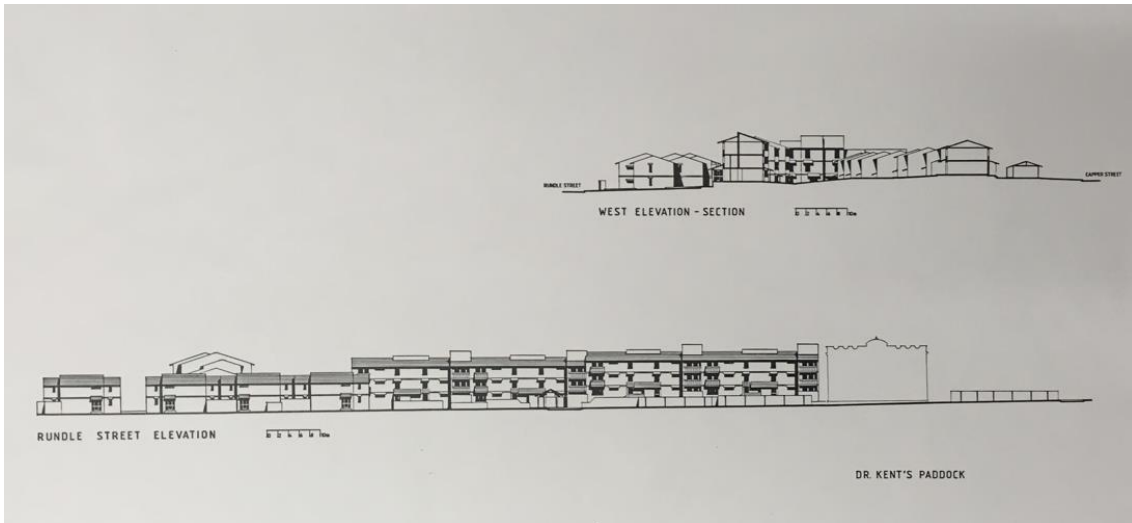 RUNDLE STREET
CAPPER STREET
WEST ELEVATION - SECTION
RUNDLE STREET ELEVATION
DR. KENT'S PADDOCK